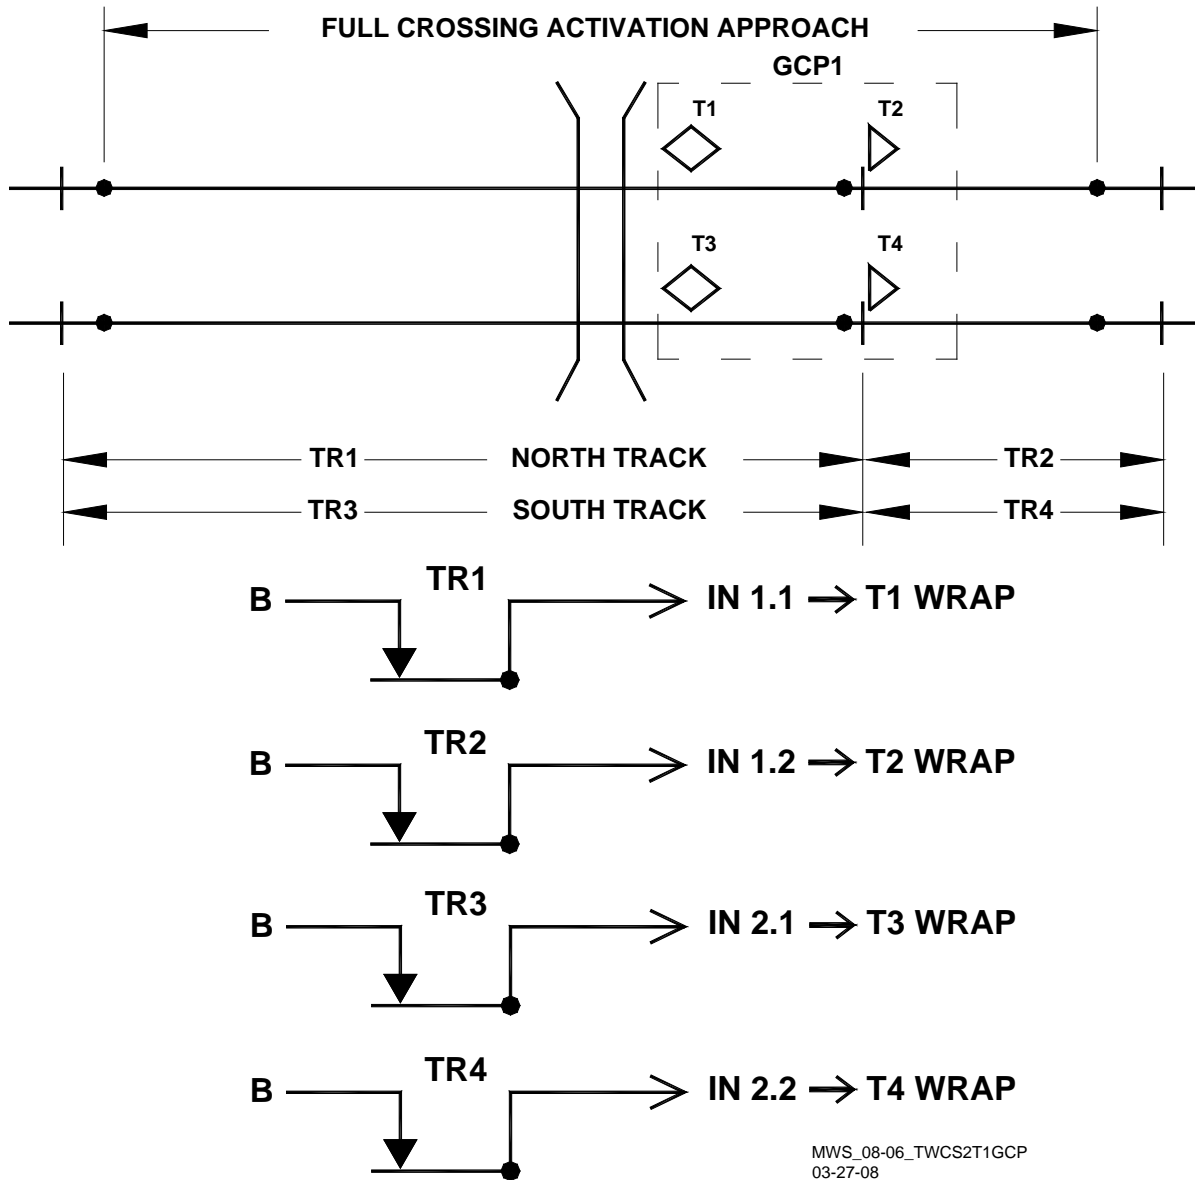 FULL CROSSING ACTIVATION APPROACH
GCP1
T1 T2
T3 T4
TR1 NORTH TRACK TR2
TR3 SOUTH TRACK TR4
TR1
B IN 1.1 → T1 WRAP
TR2
B IN 1.2 → T2 WRAP
TR3
B IN 2.1 → T3 WRAP
TR4
B IN 2.2 → T4 WRAP
MWS_08-06_TWCS2T1GCP
03-27-08